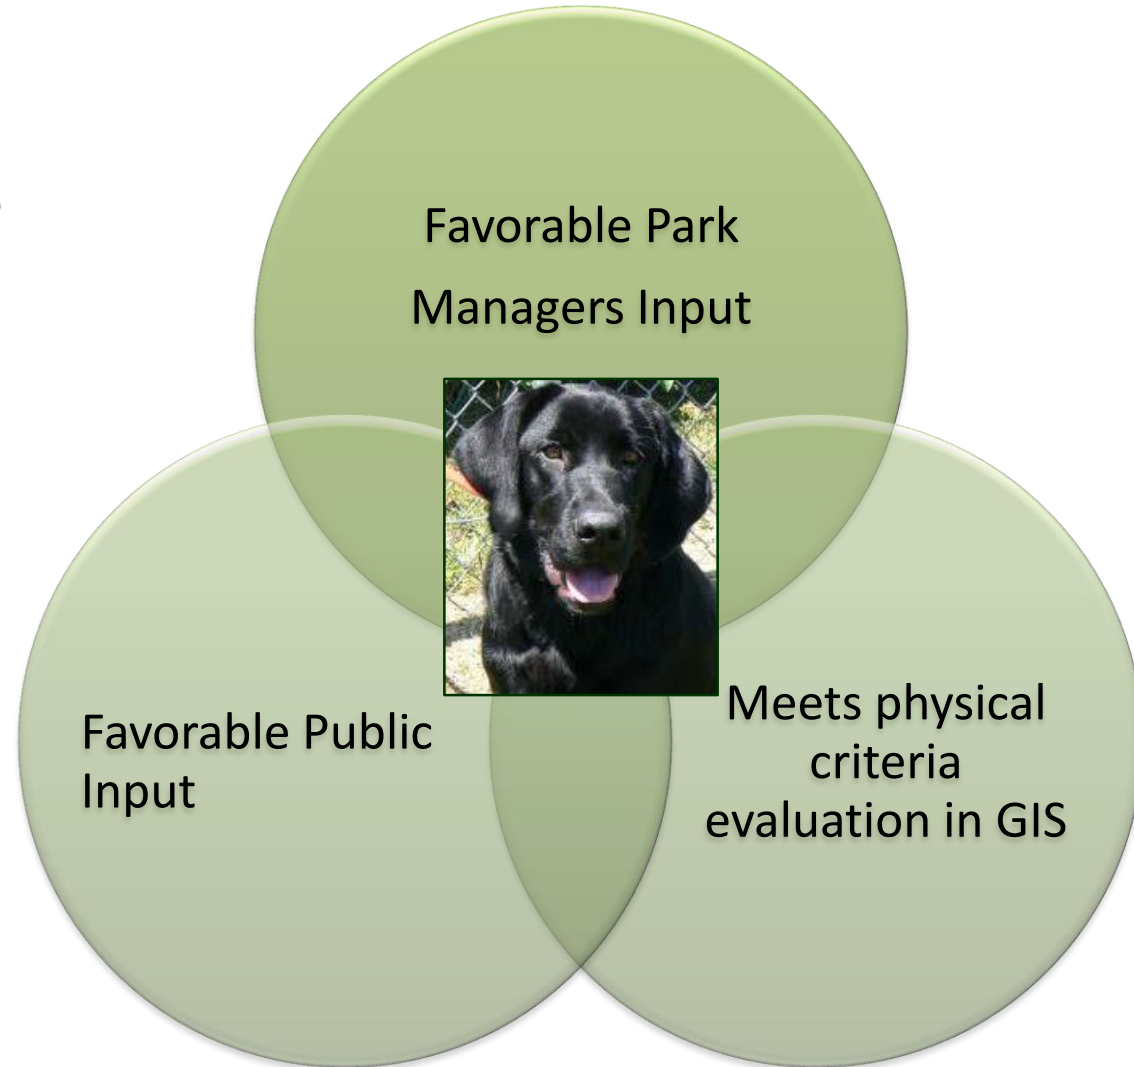 Favorable Park
Managers Input
Favorable Public
Input
Meets physical
criteria
evaluation in GIS